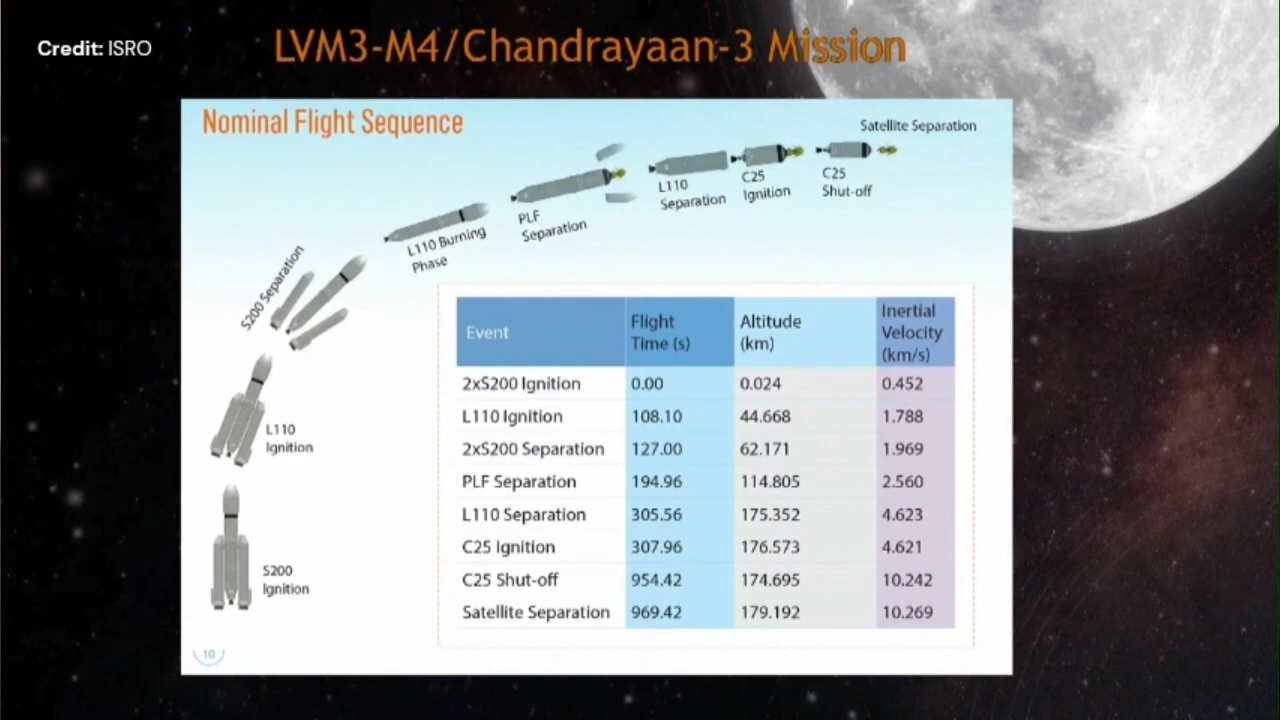 Credit: ISRO
LVM3-M4/Chandrayaan-3 Mission
Nominal Flight Sequence
Satellite Separation
L110
Separation
C25
Ignition
C25
Shut-off
PLF
Separation
L110 Burning
Phase
S200 Separation
L110
Ignition
S200
Ignition
Event Flight Time (s) Altitude (km) Inertial Velocity (km/s)
2xS200 Ignition 0.00 0.024 0.452
L110 Ignition 108.10 44.668 1.788
2xS200 Separation 127.00 62.171 1.969
PLF Separation 194.96 114.805 2.560
L110 Separation 305.56 175.352 4.623
C25 Ignition 307.96 176.573 4.621
C25 Shut-off 954.42 174.695 10.242
Satellite Separation 969.42 179.192 10.269
10